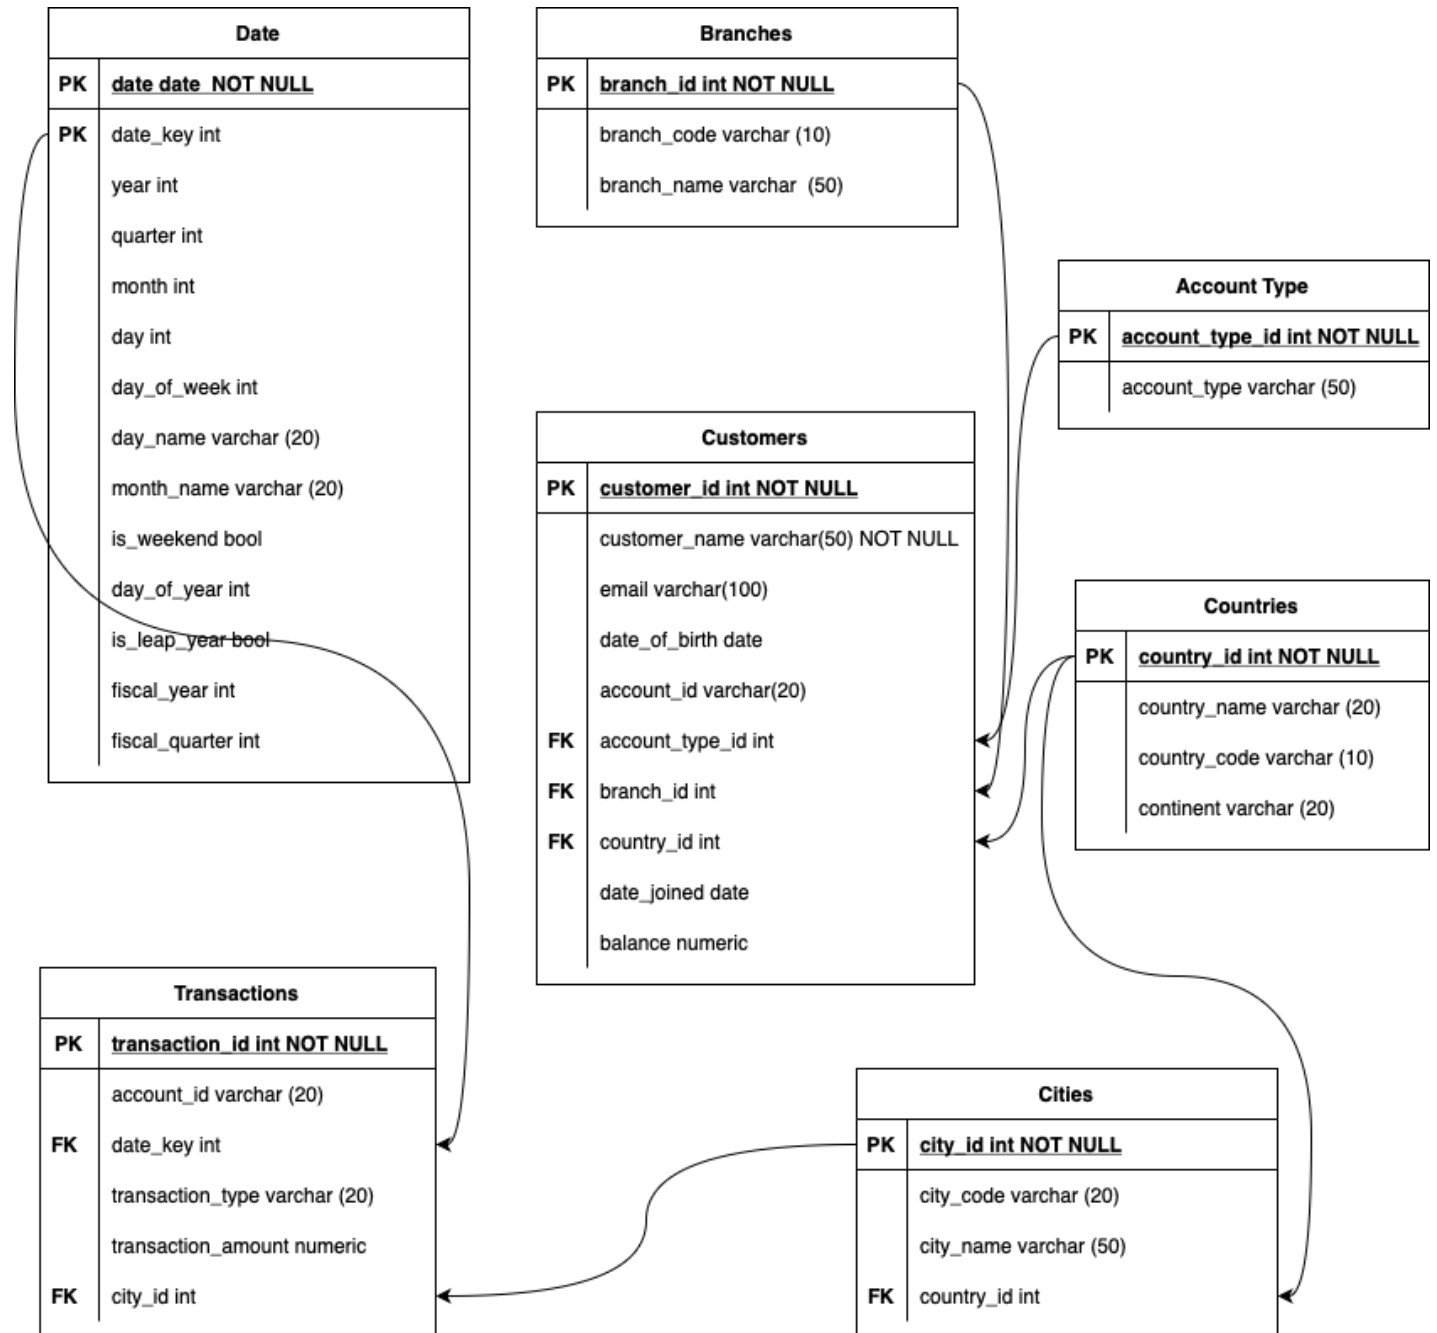 Date
PK date date  NOT NULL
PK date_key int
year int
quarter int
month int
day int
day_of_week int
day_name varchar (20)
month_name varchar (20)
is_weekend bool
day_of_year int
is_leap_year bool
fiscal_year int
fiscal_quarter int
Branches
PK branch_id int NOT NULL
branch_code varchar (10)
branch_name varchar  (50)
Account Type
PK account_type_id int NOT NULL
account_type varchar (50)
Customers
PK customer_id int NOT NULL
customer_name varchar(50) NOT NULL
email varchar(100)
date_of_birth date
account_id varchar(20)
FK account_type_id int
FK branch_id int
FK country_id int
date_joined date
balance numeric
Countries
PK country_id int NOT NULL
country_name varchar (20)
country_code varchar (10)
continent varchar (20)
Transactions
PK transaction_id int NOT NULL
account_id varchar (20)
FK date_key int
transaction_type varchar (20)
transaction_amount numeric
FK city_id int
Cities
PK city_id int NOT NULL
city_code varchar (20)
city_name varchar (50)
FK country_id int